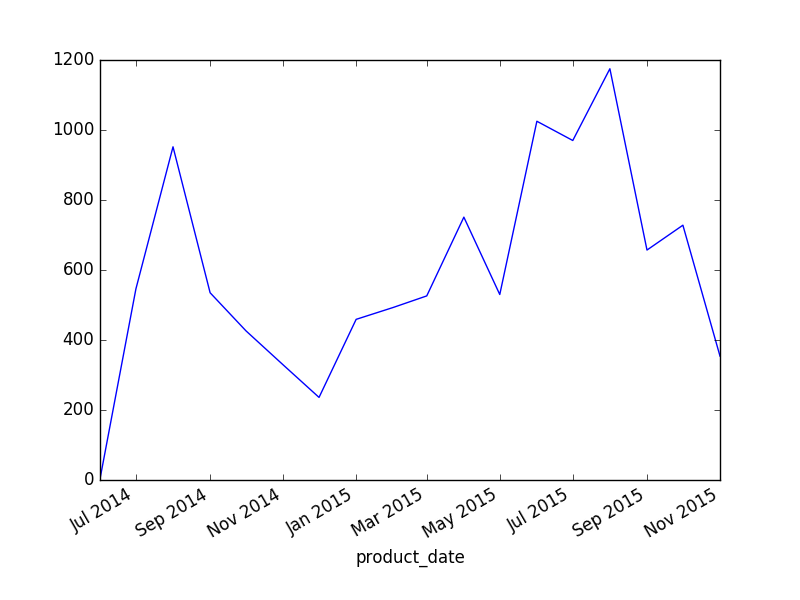 1200
1000
800
600
400
200
0
Jul 2014
Sep 2014
Nov 2014
Jan 2015
Mar 2015
May 2015
Jul 2015
Sep 2015
Nov 2015
product_date